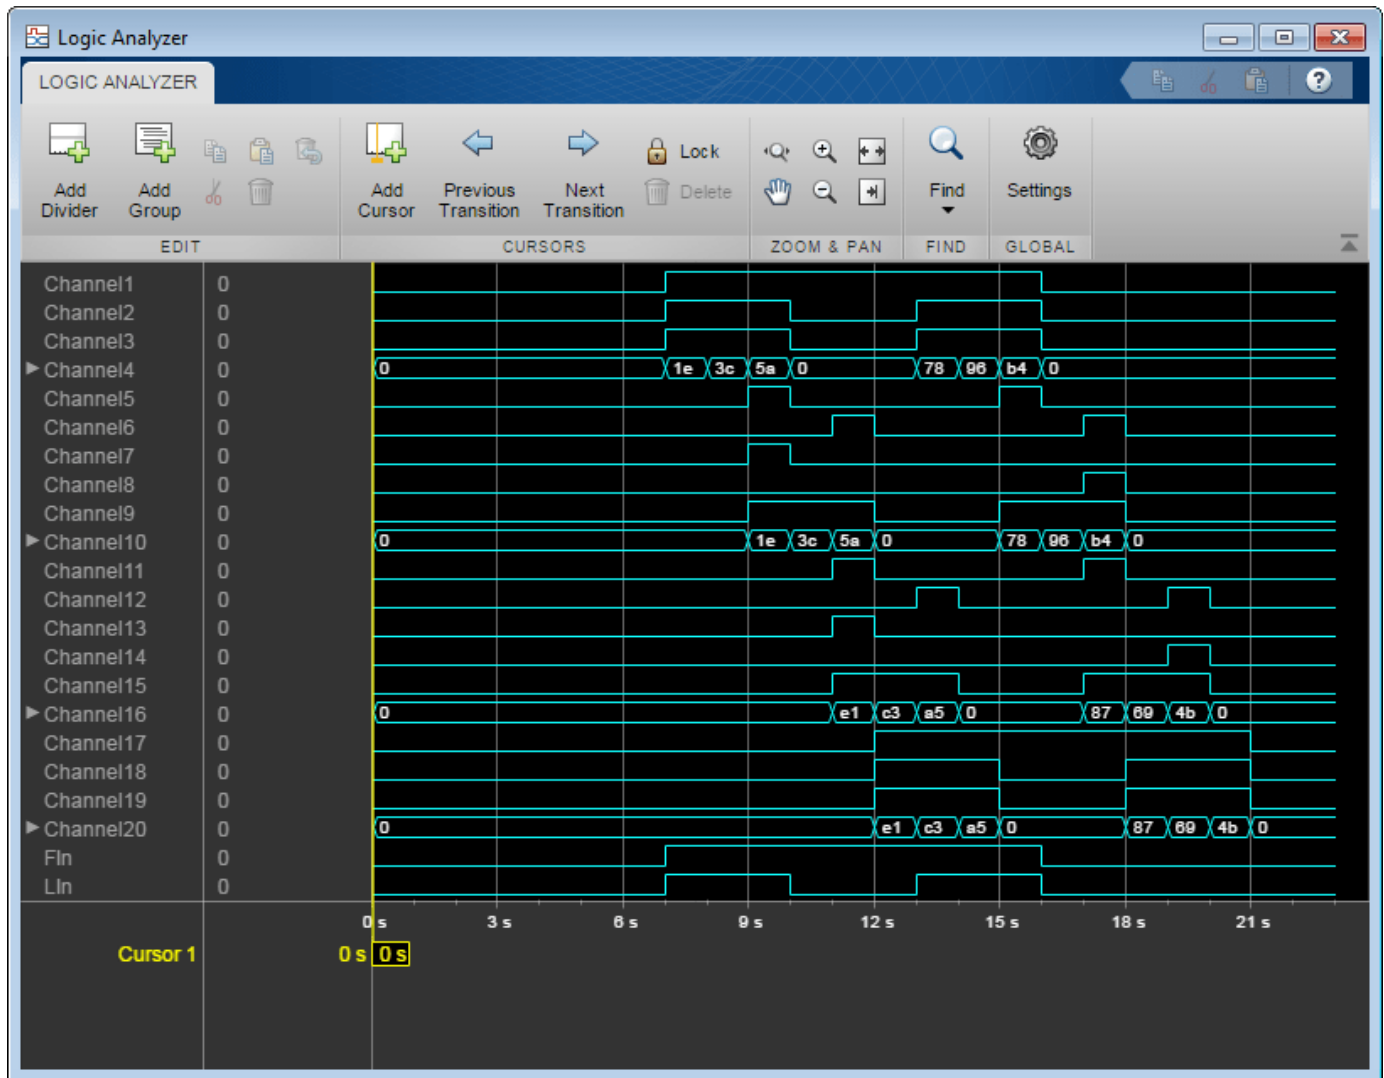 Logic Analyzer
LOGIC ANALYZER
?
Lock
Add Divider
Add Group
Add Cursor
Previous Transition
Next Transition
Delete
Find
Settings
EDIT CURSORS ZOOM & PAN FIND GLOBAL
Channel1 0
Channel2 0
Channel3 0
Channel4 0 0 1e 3c 5a 0 78 96 b4 0
Channel5 0
Channel6 0
Channel7 0
Channel8 0
Channel9 0
Channel10 0 0 1e 3c 5a 0 78 96 b4 0
Channel11 0
Channel12 0
Channel13 0
Channel14 0
Channel15 0
Channel16 0 0 e1 c3 a5 0 87 69 4b 0
Channel17 0
Channel18 0
Channel19 0
Channel20 0 0 e1 c3 a5 0 87 69 4b 0
FIn 0
LIn 0
0 s 3 s 6 s 9 s 12 s 15 s 18 s 21 s
Cursor 1 0 s 0 s